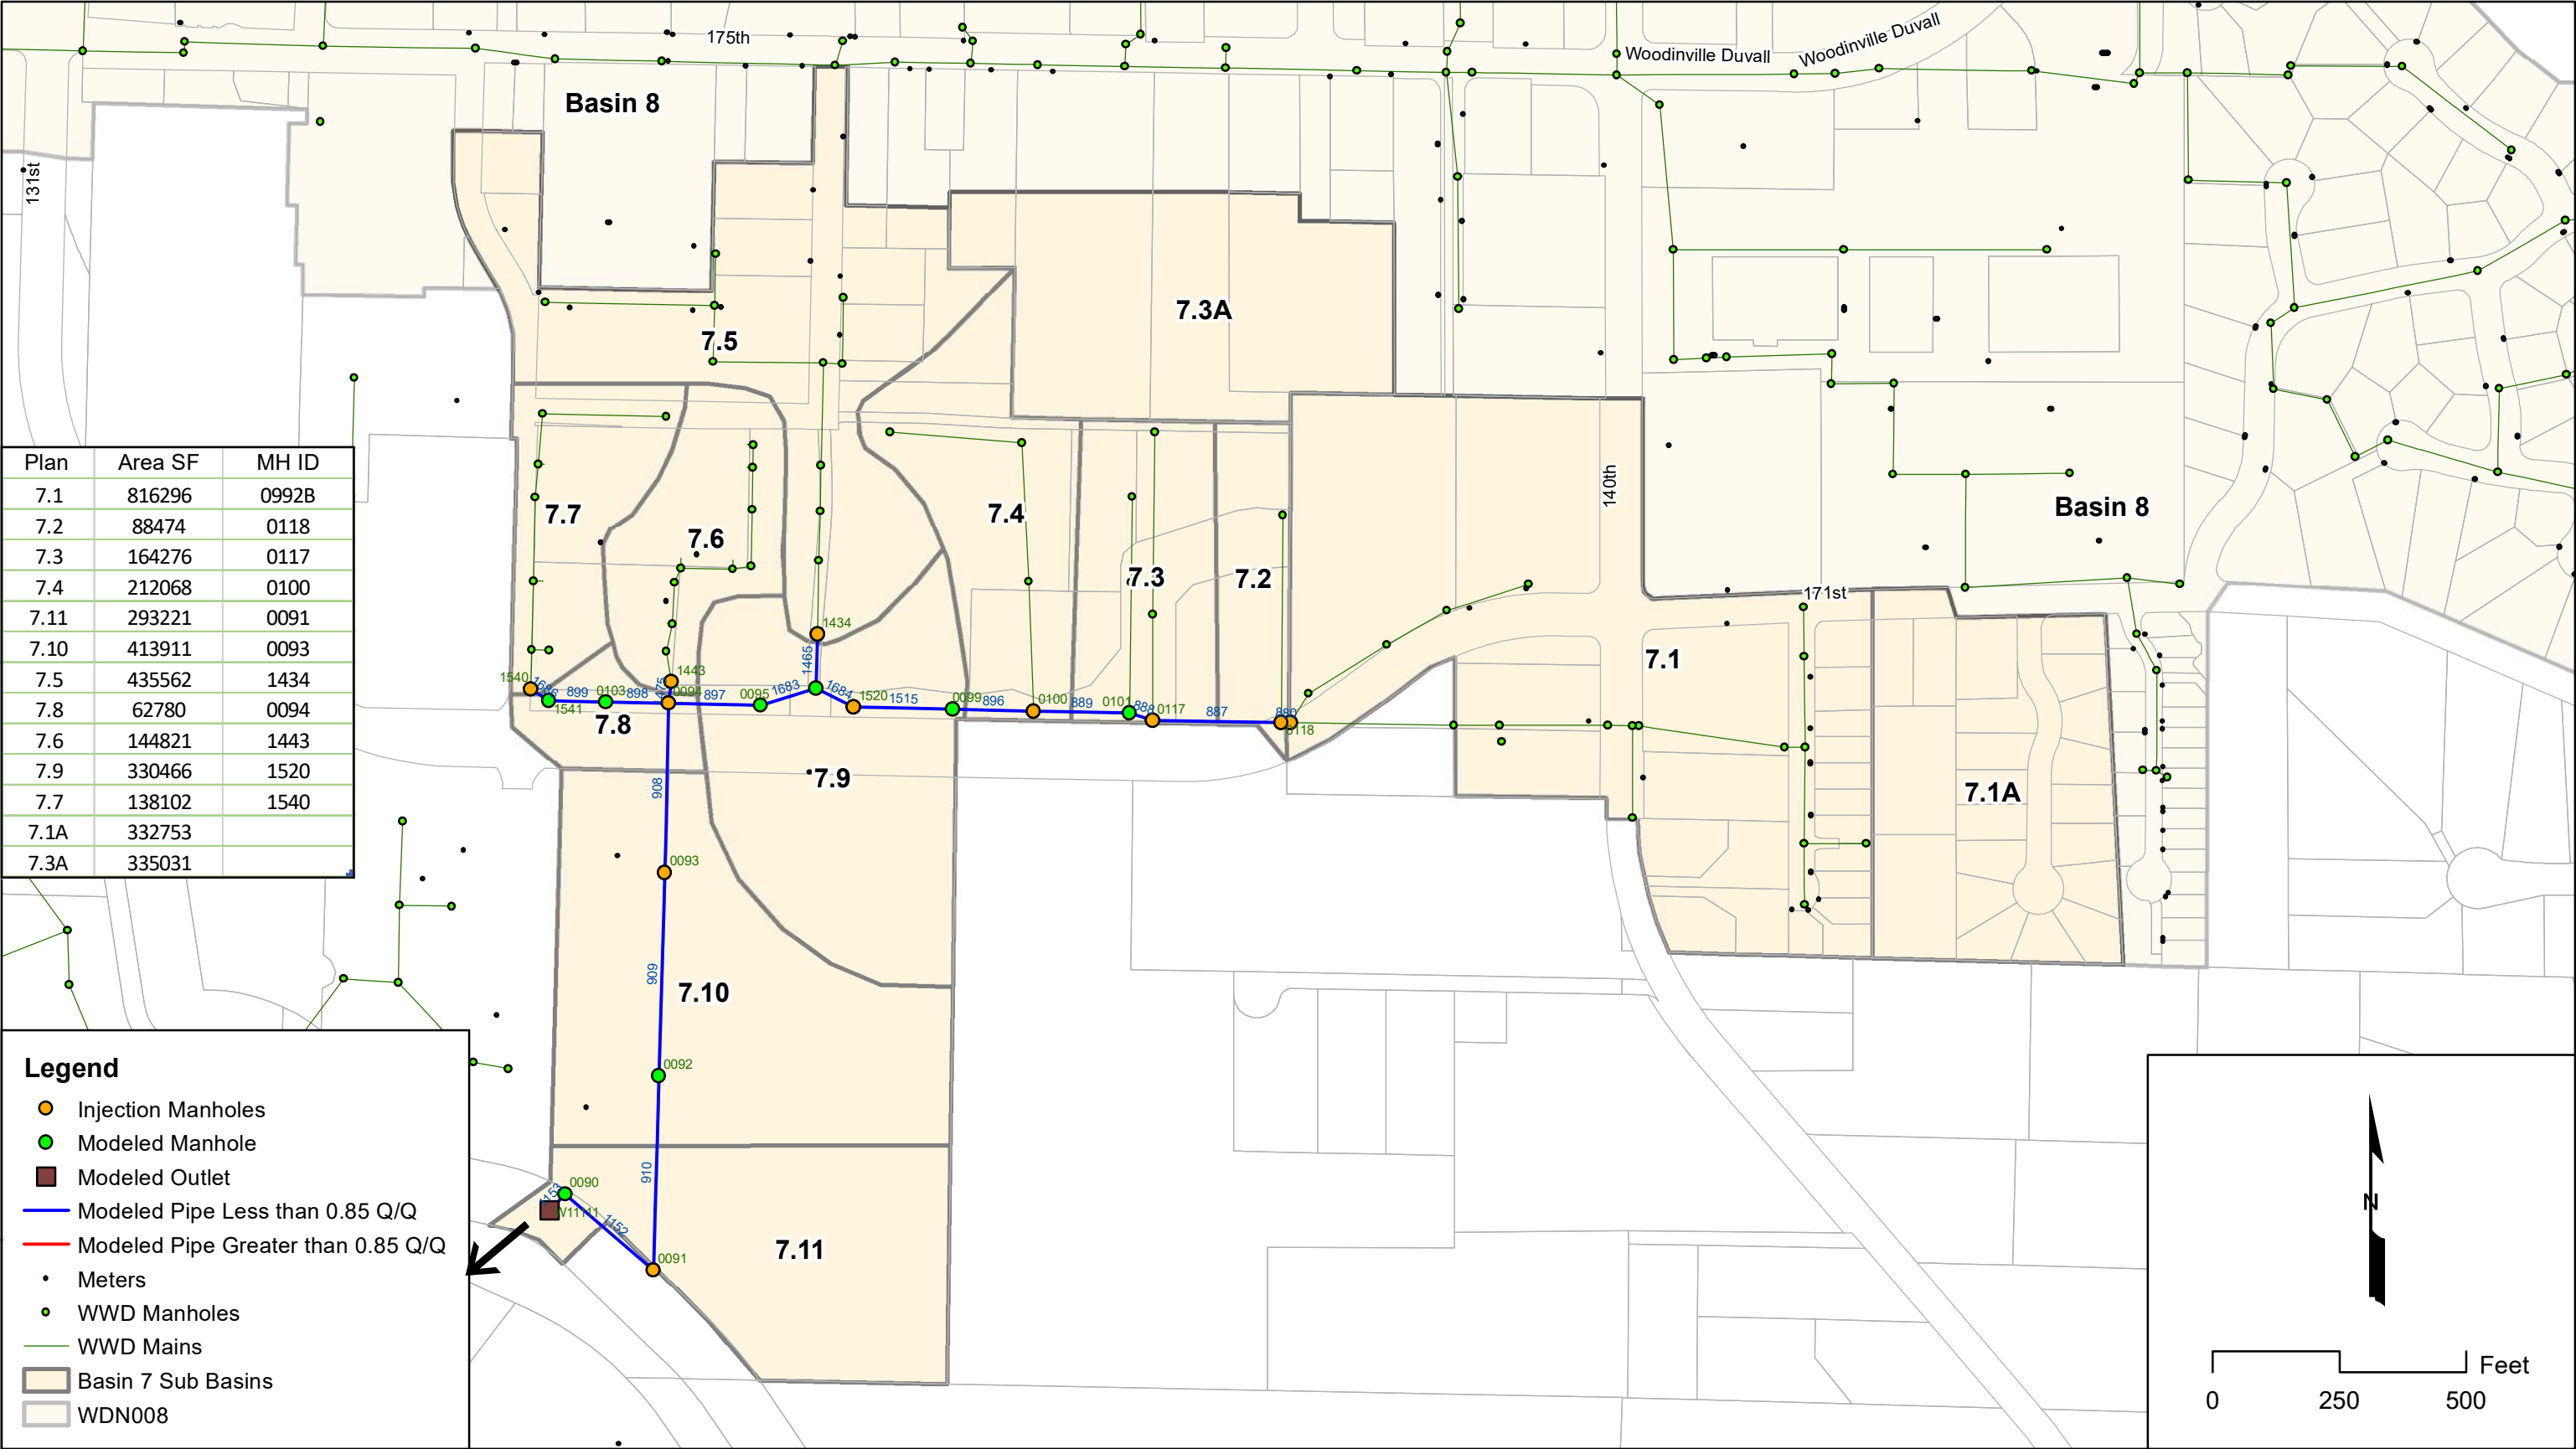 175th
Woodinville Duvall
Woodinville Duvall
Basin 8
131st
7.3A
7.5
140th
Basin 8
7.7
7.6
7.4
7.3
7.2
171st
7.1
7.1A
7.8
7.9
7.10
7.11
1434
1465
1443
1540
899
0103
898
0094
897
0095
1683
1684
1520
1515
0099
896
0100
889
0101
888
0117
887
880
0118
1541
908
0093
909
0092
910
0090
1153
W11111
1152
0091
Plan Area SF MH ID
7.1 816296 0992B
7.2 88474 0118
7.3 164276 0117
7.4 212068 0100
7.11 293221 0091
7.10 413911 0093
7.5 435562 1434
7.8 62780 0094
7.6 144821 1443
7.9 330466 1520
7.7 138102 1540
7.1A 332753
7.3A 335031
Legend
Injection Manholes
Modeled Manhole
Modeled Outlet
Modeled Pipe Less than 0.85 Q/Q
Modeled Pipe Greater than 0.85 Q/Q
Meters
WWD Manholes
WWD Mains
Basin 7 Sub Basins
WDN008
N
Feet
0 250 500